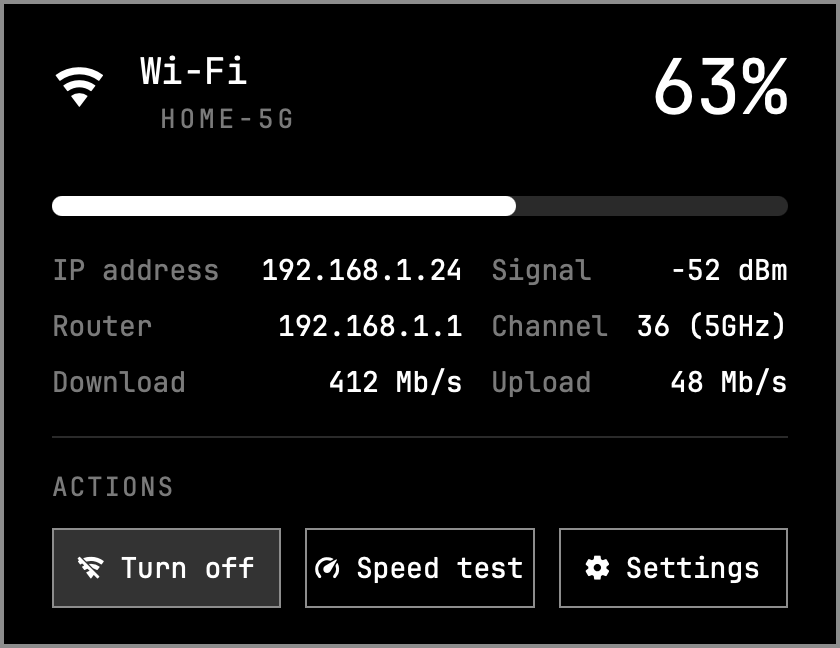 Wi-Fi
63%
HOME-5G
IP address 192.168.1.24 Signal -52 dBm
Router 192.168.1.1 Channel 36 (5GHz)
Download 412 Mb/s Upload 48 Mb/s
ACTIONS
Turn off Speed test Settings